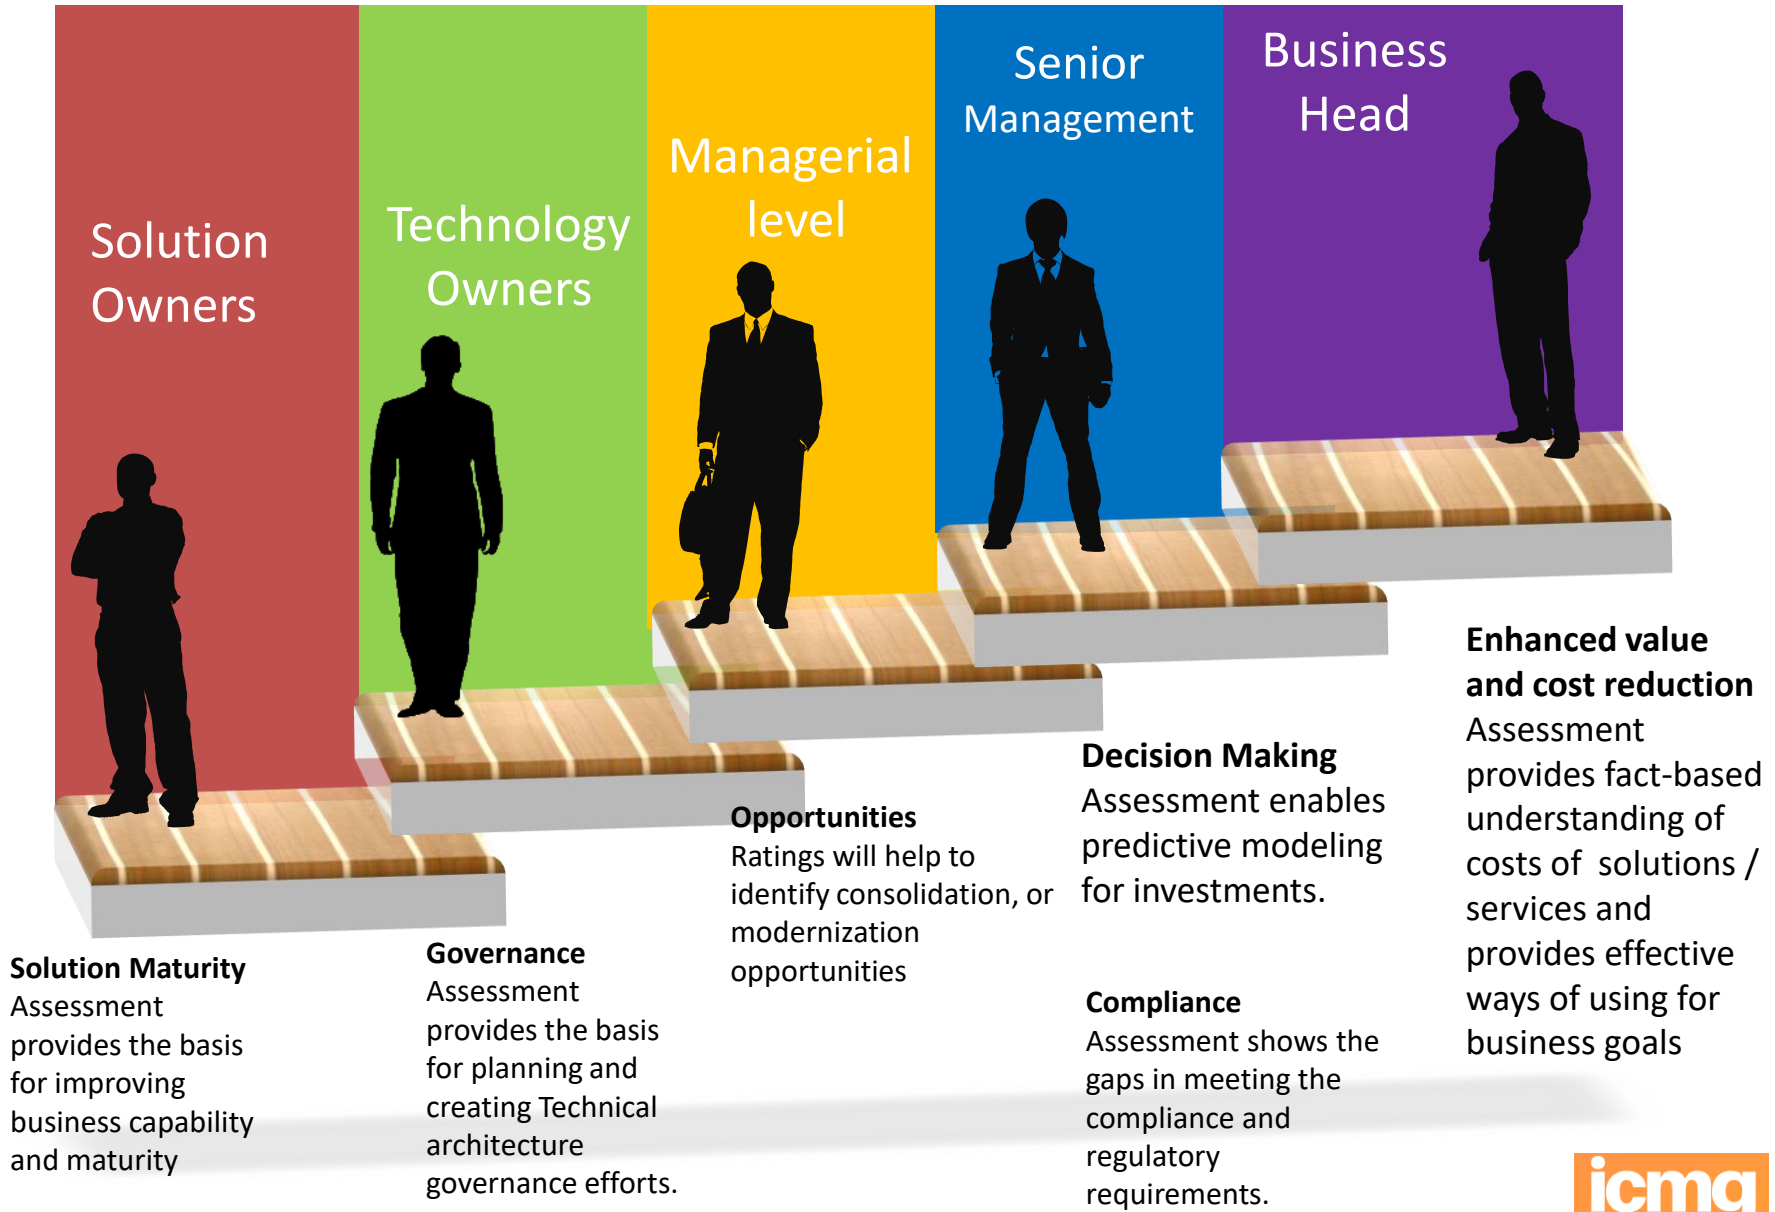 Solution
Owners
Technology
Owners
Managerial
level
Senior
Management
Business
Head
Solution Maturity
Assessment
provides the basis
for improving
business capability
and maturity
Governance
Assessment
provides the basis
for planning and
creating Technical
architecture
governance efforts.
Opportunities
Ratings will help to
identify consolidation, or
modernization
opportunities
Decision Making
Assessment enables
predictive modeling
for investments.
Compliance
Assessment shows the
gaps in meeting the
compliance and
regulatory
requirements.
Enhanced value
and cost reduction
Assessment
provides fact-based
understanding of
costs of solutions /
services and
provides effective
ways of using for
business goals
icmg